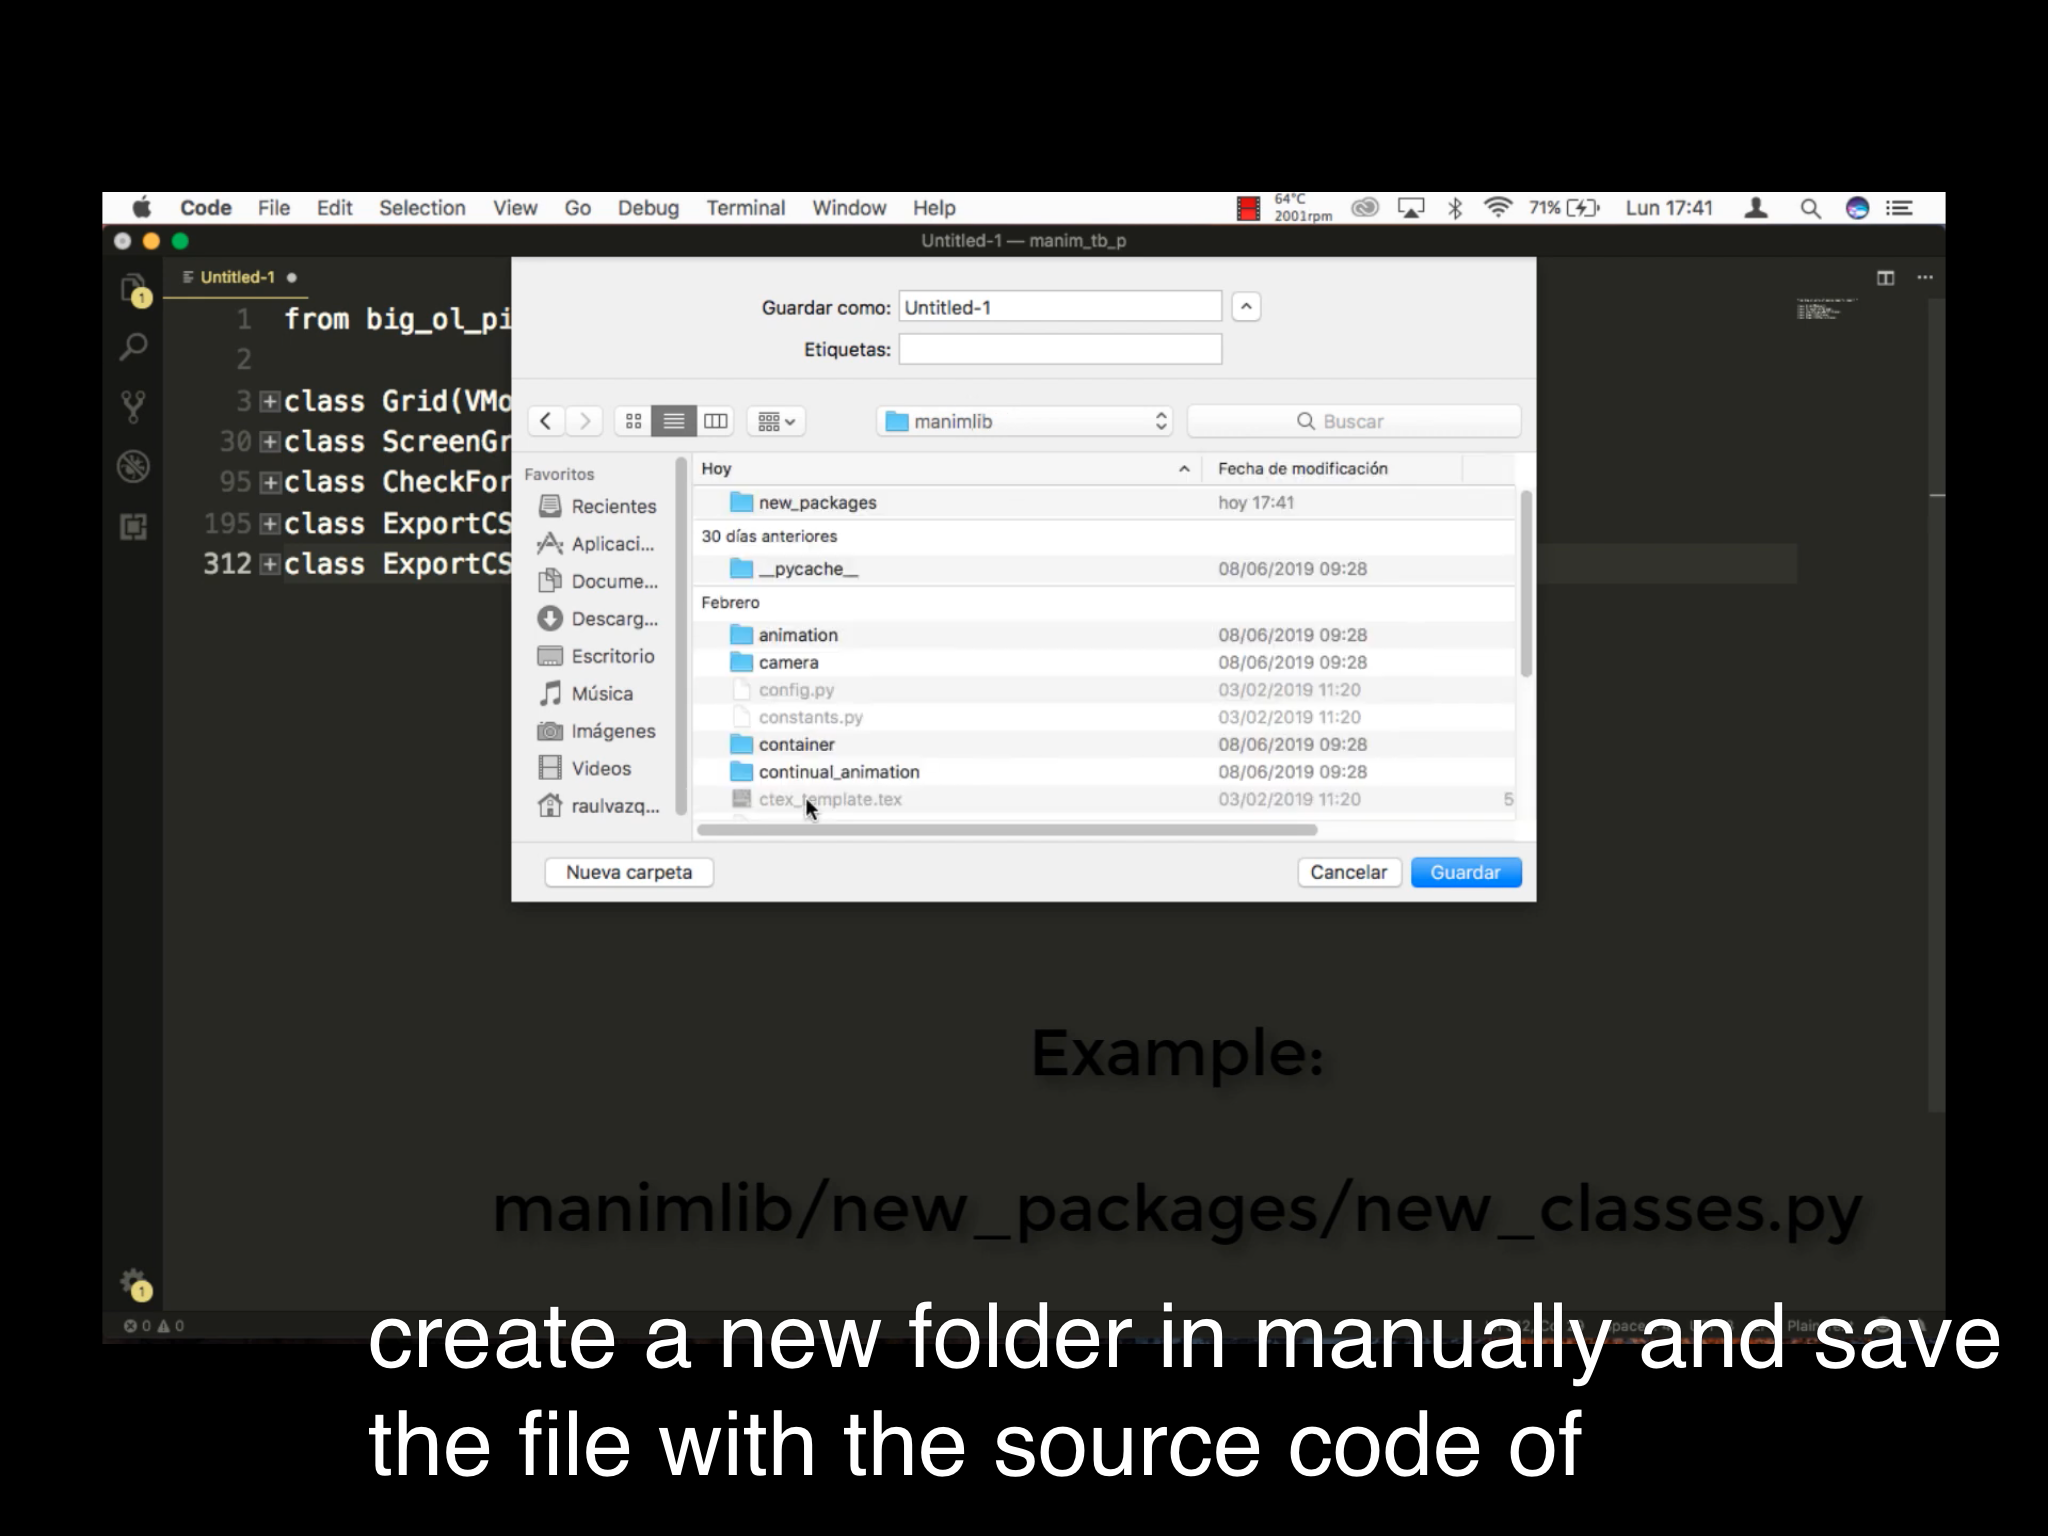 Code File Edit Selection View Go Debug Terminal Window Help 64°C 2001rpm 71% Lun 17:41
Untitled-1 — manim_tb_p
Untitled-1
1 from big_ol_pi
2
3 class Grid(VMo
30 class ScreenGr
95 class CheckFor
195 class ExportCS
312 class ExportCS
Guardar como: Untitled-1
Etiquetas:
manimlib
Buscar
Favoritos
Recientes
Aplicaci...
Docume...
Descarg...
Escritorio
Música
Imágenes
Videos
raulvazq...
Hoy Fecha de modificación
new_packages hoy 17:41
30 días anteriores
__pycache__ 08/06/2019 09:28
Febrero
animation 08/06/2019 09:28
camera 08/06/2019 09:28
config.py 03/02/2019 11:20
constants.py 03/02/2019 11:20
container 08/06/2019 09:28
continual_animation 08/06/2019 09:28
ctex_template.tex 03/02/2019 11:20 5
Nueva carpeta Cancelar Guardar
Example:
manimlib/new_packages/new_classes.py
1
1
0 0
create a new folder in manually and save
the file with the source code of